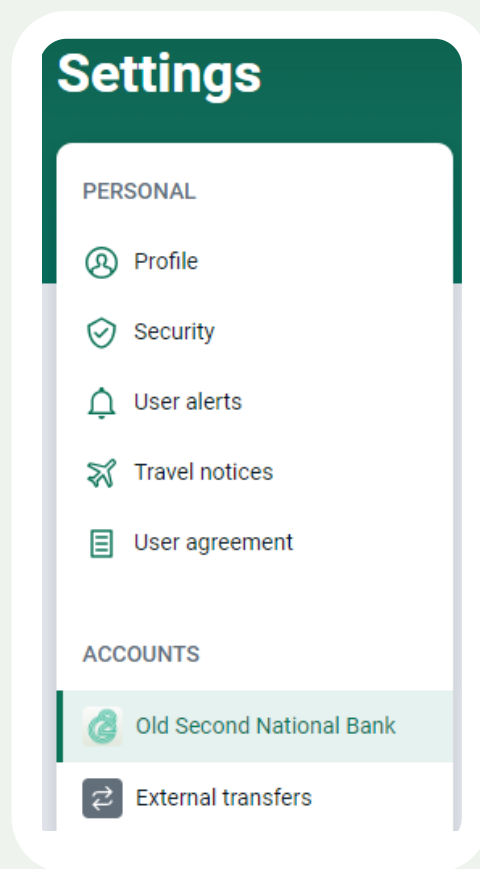 Settings
PERSONAL
Profile
Security
User alerts
Travel notices
User agreement
ACCOUNTS
Old Second National Bank
External transfers